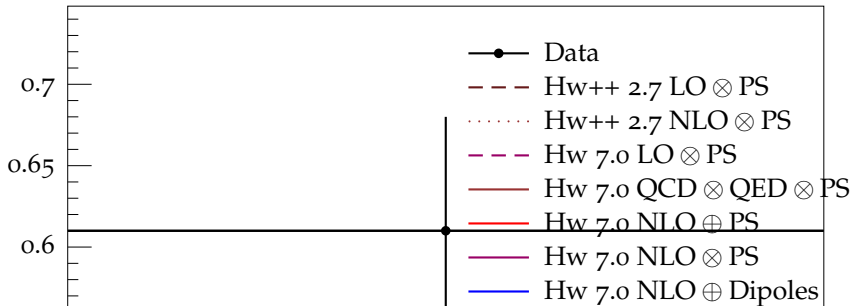 Data
0.7
Hw++ 2.7 LO ⊗ PS
Hw++ 2.7 NLO ⊗ PS
0.65
Hw 7.0 LO ⊗ PS
Hw 7.0 QCD ⊗ QED ⊗ PS
Hw 7.0 NLO ⊕ PS
0.6
Hw 7.0 NLO ⊗ PS
Hw 7.0 NLO ⊕ Dipoles